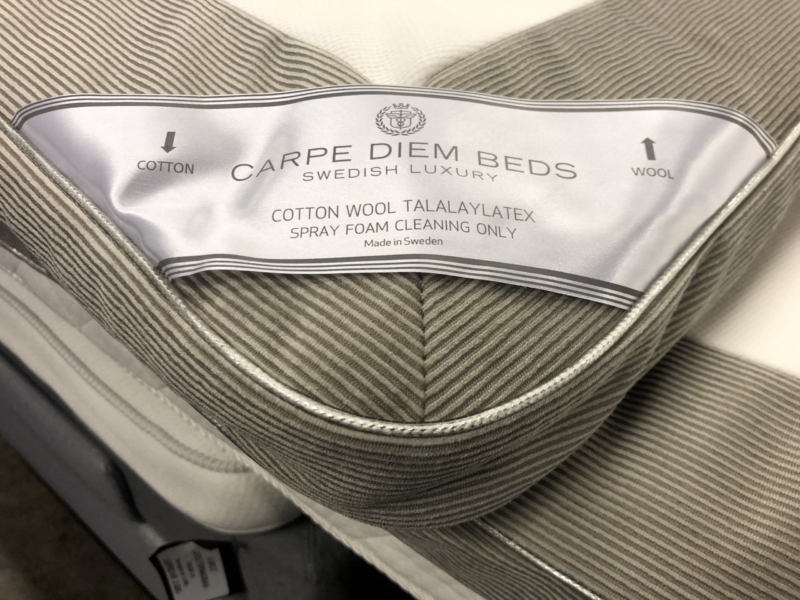 COTTON
CARPE DIEM BEDS
SWEDISH LUXURY
WOOL
COTTON WOOL TALALAYLATEX
SPRAY FOAM CLEANING ONLY
Made in Sweden